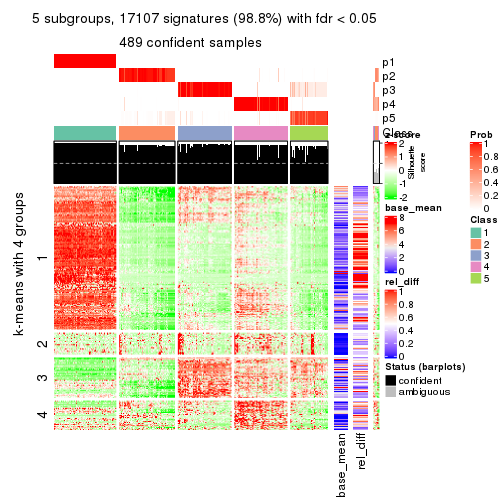 5 subgroups, 17107 signatures (98.8%) with fdr < 0.05
489 confident samples
p1
p2
p3
p4
p5
Class
z-score
2
1
0
-1
-2
Silhouette
score
base_mean
8
6
4
2
0
rel_diff
1
0.8
0.6
0.4
0.2
0
Status (barplots)
confident
ambiguous
Prob
1
0.8
0.6
0.4
0.2
0
Class
1
2
3
4
5
k-means with 4 groups
1
2
3
4
base_mean
rel_diff